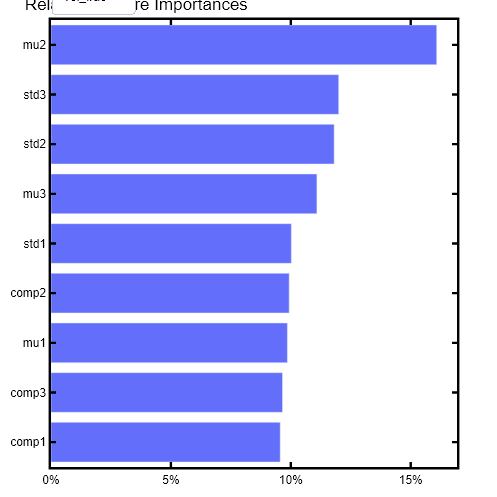 Rela re Importances
mu2
std3
std2
mu3
std1
comp2
mu1
comp3
comp1
0% 5% 10% 15%